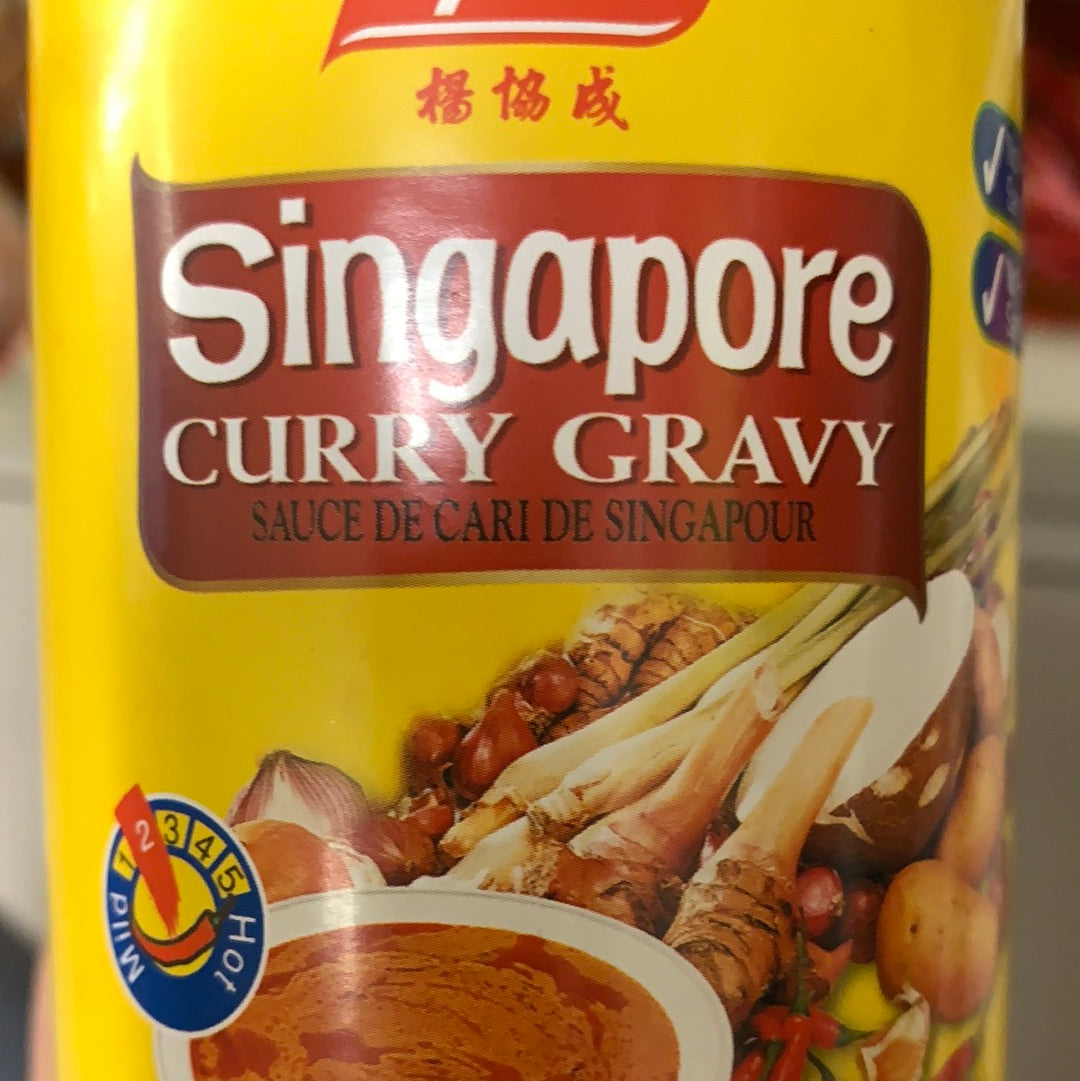 楊協成
Singapore
CURRY GRAVY
SAUCE DE CARI DE SINGAPOUR
1 2 3 4 5
Mild
Hot